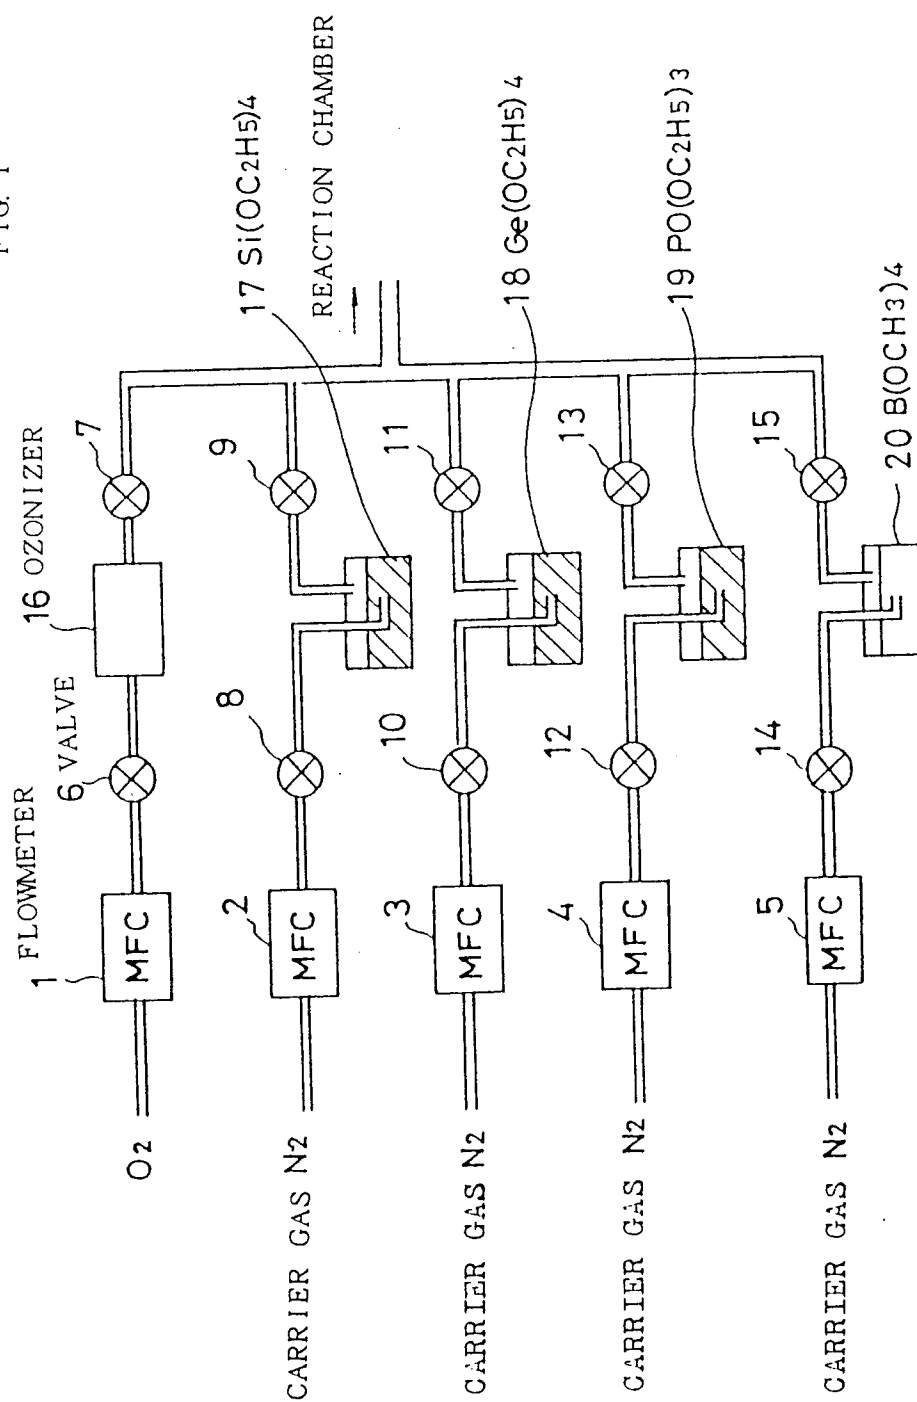 FIG. 1
1 FLOWMETER
6 VALVE
16 OZONIZER
7
O2
MFC
REACTION CHAMBER
17 Si(OC2H5)4
CARRIER GAS N2
2
MFC
8
9
18 Ge(OC2H5)4
CARRIER GAS N2
3
MFC
10
11
19 PO(OC2H5)3
CARRIER GAS N2
4
MFC
12
13
20 B(OCH3)4
CARRIER GAS N2
5
MFC
14
15